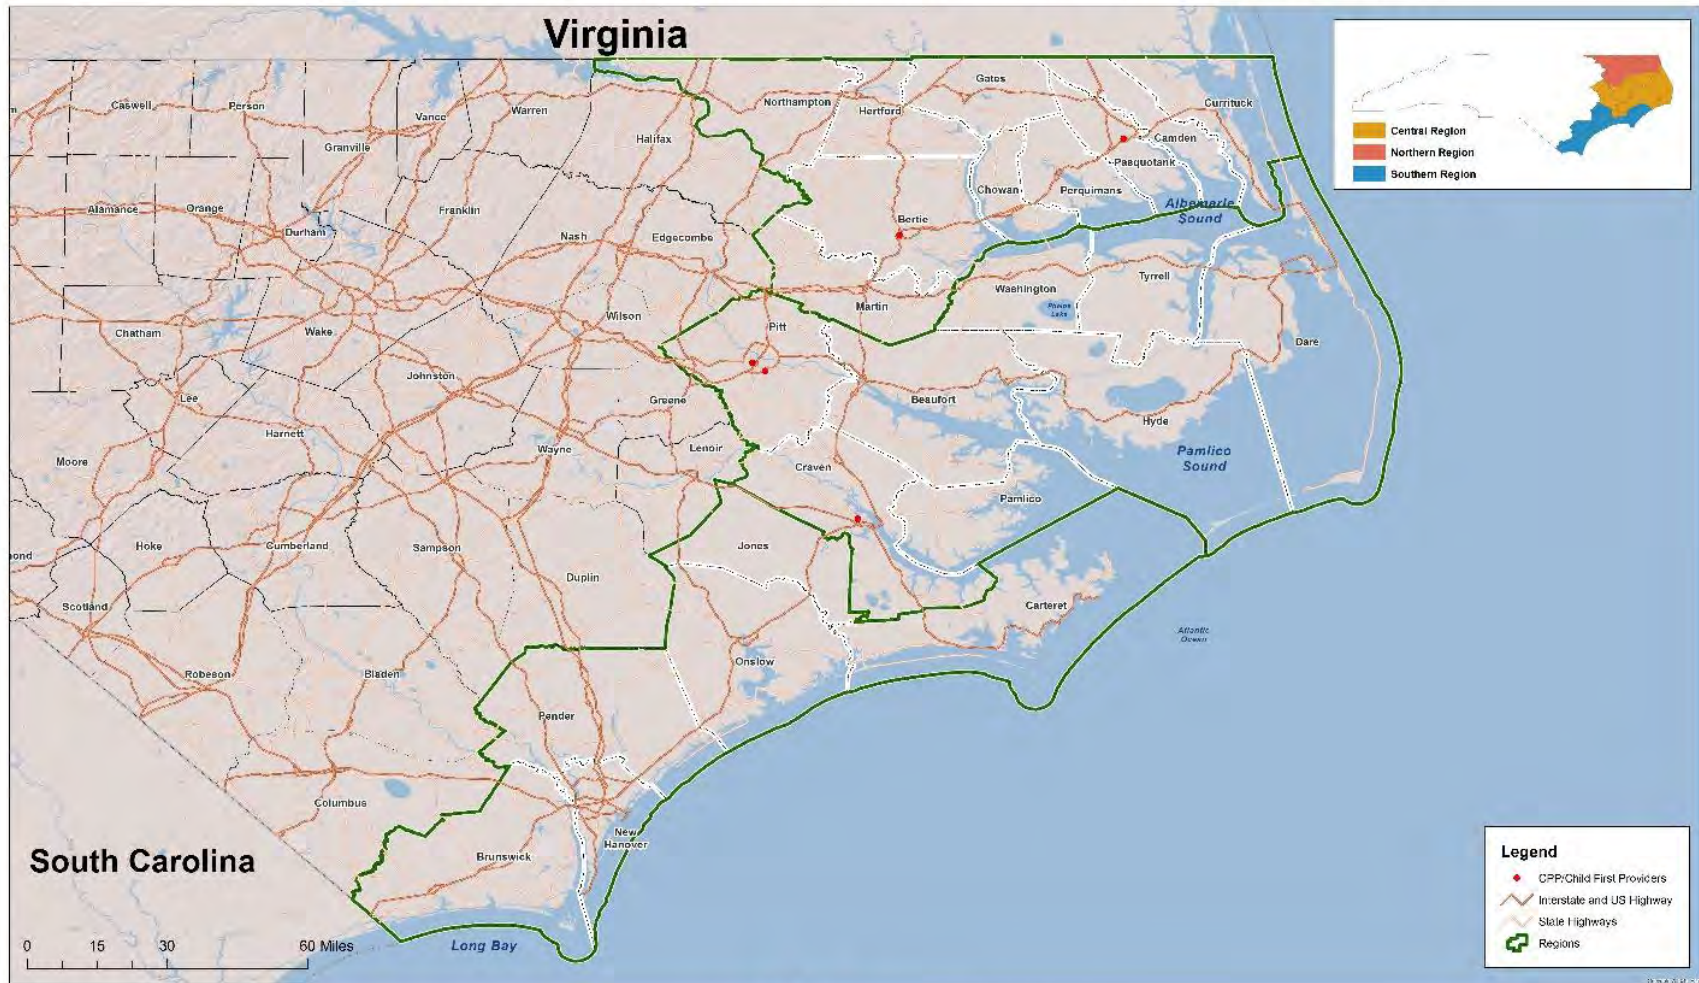 Virginia
Caswell
Person
Vance
Warren
Granville
Halifax
Northampton
Hertford
Gates
Currituck
Camden
Pasquotank
Perquimans
Chowan
Bertie
Albemarle
Sound
Alamance
Orange
Durham
Franklin
Nash
Edgecombe
Martin
Washington
Tyrrell
Phelps
Lake
Dare
Chatham
Wake
Wilson
Pitt
Johnston
Greene
Beaufort
Hyde
Lee
Harnett
Wayne
Lenoir
Craven
Pamlico
Sound
Moore
Pamlico
Hoke
Cumberland
Sampson
Jones
Duplin
Scotland
Carteret
Atlantic
Ocean
Robeson
Bladen
Onslow
Pender
Columbus
New
Hanover
Brunswick
South Carolina
Long Bay
0 15 30 60 Miles
Central Region
Northern Region
Southern Region
Legend
CPP/Child First Providers
Interstate and US Highway
State Highways
Regions